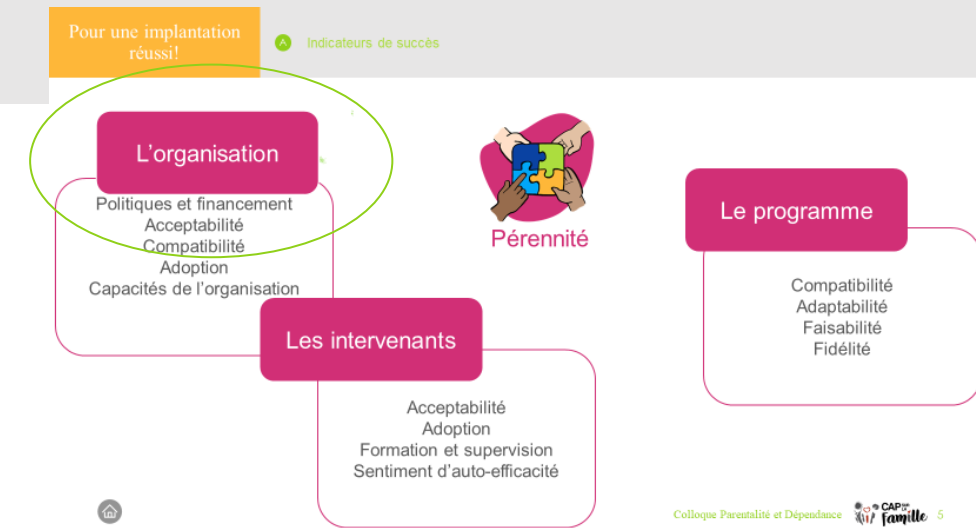 Pour une implantation
réussi!
A Indicateurs de succès
L'organisation
Politiques et financement
Acceptabilité
Compatibilité
Adoption
Capacités de l'organisation
Pérennité
Le programme
Compatibilité
Adaptabilité
Faisabilité
Fidélité
Les intervenants
Acceptabilité
Adoption
Formation et supervision
Sentiment d'auto-efficacité
Colloque Parentalité et Dépendance CAP SUR LA Famille 5